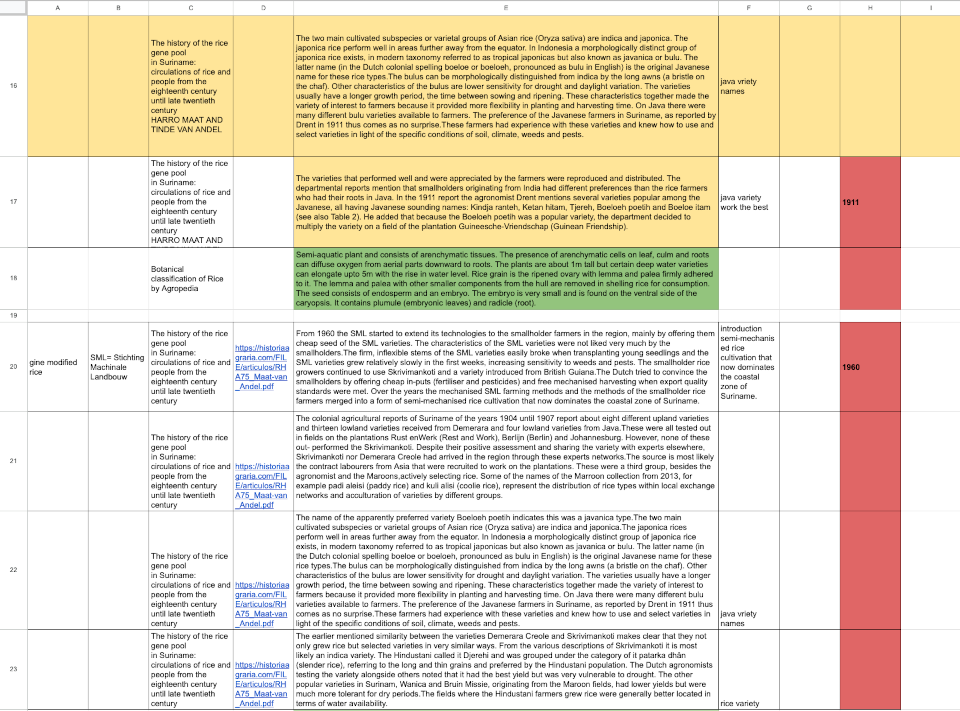 A B C D E F G H I
16
The history of the rice
gene pool
in Suriname:
circulations of rice and
people from the
eighteenth century
until late twentieth
century
HARRO MAAT AND
TINDE VAN ANDEL
The two main cultivated subspecies or varietal groups of Asian rice (Oryza sativa) are indica and japonica. The
japonica rice perform well in areas further away from the equator. In Indonesia a morphologically distinct group of
japonica rice exists, in modern taxonomy referred to as tropical japonicas but also known as javanica or bulu. The
latter name (in the Dutch colonial spelling boeloe or boeloeh, pronounced as bulu in English) is the original Javanese
name for these rice types.The bulus can be morphologically distinguished from indica by the long awns (a bristle on
the chaf). Other characteristics of the bulus are lower sensitivity for drought and daylight variation. The varieties
usually have a longer growth period, the time between sowing and ripening. These characteristics together made the
variety of interest to farmers because it provided more flexibility in planting and harvesting time. On Java there were
many different bulu varieties available to farmers. The preference of the Javanese farmers in Suriname, as reported by
Drent in 1911 thus comes as no surprise.These farmers had experience with these varieties and knew how to use and
select varieties in light of the specific conditions of soil, climate, weeds and pests.
java vriety
names
17
The history of the rice
gene pool
in Suriname:
circulations of rice and
people from the
eighteenth century
until late twentieth
century
HARRO MAAT AND
The varieties that performed well and were appreciated by the farmers were reproduced and distributed. The
departmental reports mention that smallholders originating from India had different preferences than the rice farmers
who had their roots in Java. In the 1911 report the agronomist Drent mentions several varieties popular among the
Javanese, all having Javanese sounding names: Kindja ranteh, Ketan hitam, Tjereh, Boeloeh poetih and Boeloe itam
(see also Table 2). He added that because the Boeloeh poetih was a popular variety, the department decided to
multiply the variety on a field of the plantation Guineesche-Vriendschap (Guinean Friendship).
java variety
work the best
1911
18
Botanical
classification of Rice
by Agropedia
Semi-aquatic plant and consists of arenchymatic tissues. The presence of arenchymatic cells on leaf, culm and roots
can diffuse oxygen from aerial parts downward to roots. The plants are about 1m tall but certain deep water varieties
can elongate upto 5m with the rise in water level. Rice grain is the ripened ovary with lemma and palea firmly adhered
to it. The lemma and palea with other smaller components from the hull are removed in shelling rice for consumption.
The seed consists of endosperm and an embryo. The embryo is very small and is found on the ventral side of the
caryopsis. It contains plumule (embryonic leaves) and radicle (root).
19
20
gine modified
rice
SML= Stichting
Machinale
Landbouw
The history of the rice
gene pool
in Suriname:
circulations of rice and
people from the
eighteenth century
until late twentieth
century
https://historiaa
graria.com/FIL
E/articulos/RH
A75_Maat-van
_Andel.pdf
From 1960 the SML started to extend its technologies to the smallholder farmers in the region, mainly by offering them
cheap seed of the SML varieties. The characteristics of the SML varieties were not liked very much by the
smallholders.The firm, inflexible stems of the SML varieties easily broke when transplanting young seedlings and the
SML varieties grew relatively slowly in the first weeks, increasing sensitivity to weeds and pests. The smallholder rice
growers continued to use Skrivimankoti and a variety introduced from British Guiana.The Dutch tried to convince the
smallholders by offering cheap in-puts (fertiliser and pesticides) and free mechanised harvesting when export quality
standards were met. Over the years the mechanised SML farming methods and the methods of the smallholder rice
farmers merged into a form of semi-mechanised rice cultivation that now dominates the coastal zone of Suriname.
introduction
semi-mechanis
ed rice
cultivation that
now dominates
the coastal
zone of
Suriname.
1960
21
The history of the rice
gene pool
in Suriname:
circulations of rice and
people from the
eighteenth century
until late twentieth
century
https://historiaa
graria.com/FIL
E/articulos/RH
A75_Maat-van
_Andel.pdf
The colonial agricultural reports of Suriname of the years 1904 until 1907 report about eight different upland varieties
and thirteen lowland varieties received from Demerara and four lowland varieties from Java.These were all tested out
in fields on the plantations Rust enWerk (Rest and Work), Berlijn (Berlin) and Johannesburg. However, none of these
out- performed the Skrivimankoti. Despite their positive assessment and sharing the variety with experts elsewhere,
Skrivimankoti nor Demerara Creole had arrived in the region through these experts networks.The source is most likely
the contract labourers from Asia that were recruited to work on the plantations. These were a third group, besides the
agronomist and the Maroons,actively selecting rice. Some of the names of the Marroon collection from 2013, for
example padi aleisi (paddy rice) and kuli alisi (coolie rice), represent the distribution of rice types within local exchange
networks and acculturation of varieties by different groups.
22
The history of the rice
gene pool
in Suriname:
circulations of rice and
people from the
eighteenth century
until late twentieth
century
https://historiaa
graria.com/FIL
E/articulos/RH
A75_Maat-van
_Andel.pdf
The name of the apparently preferred variety Boeloeh poetih indicates this was a javanica type.The two main
cultivated subspecies or varietal groups of Asian rice (Oryza sativa) are indica and japonica.The japonica rices
perform well in areas further away from the equator. In Indonesia a morphologically distinct group of japonica rice
exists, in modern taxonomy referred to as tropical japonicas but also known as javanica or bulu. The latter name (in
the Dutch colonial spelling boeloe or boeloeh, pronounced as bulu in English) is the original Javanese name for these
rice types.The bulus can be morphologically distinguished from indica by the long awns (a bristle on the chaf). Other
characteristics of the bulus are lower sensitivity for drought and daylight variation. The varieties usually have a longer
growth period, the time between sowing and ripening. These characteristics together made the variety of interest to
farmers because it provided more flexibility in planting and harvesting time. On Java there were many different bulu
varieties available to farmers. The preference of the Javanese farmers in Suriname, as reported by Drent in 1911 thus
comes as no surprise.These farmers had experience with these varieties and knew how to use and select varieties in
light of the specific conditions of soil, climate, weeds and pests.
java vriety
names
23
The history of the rice
gene pool
in Suriname:
circulations of rice and
people from the
eighteenth century
until late twentieth
century
https://historiaa
graria.com/FIL
E/articulos/RH
A75_Maat-van
_Andel.pdf
The earlier mentioned similarity between the varieties Demerara Creole and Skrivimankoti makes clear that they not
only grew rice but selected varieties in very similar ways. From the various descriptions of Skrivimankoti it is most
likely an indica variety. The Hindustani called it Djerehi and was grouped under the category of it patarka dhân
(slender rice), referring to the long and thin grains and preferred by the Hindustani population. The Dutch agronomists
testing the variety alongside others noted that it had the best yield but was very vulnerable to drought. The other
popular varieties in Surinam, Wanica and Bruin Missie, originating from the Maroon fields, had lower yields but were
much more tolerant for dry periods.The fields where the Hindustani farmers grew rice were generally better located in
terms of water availability.
rice variety